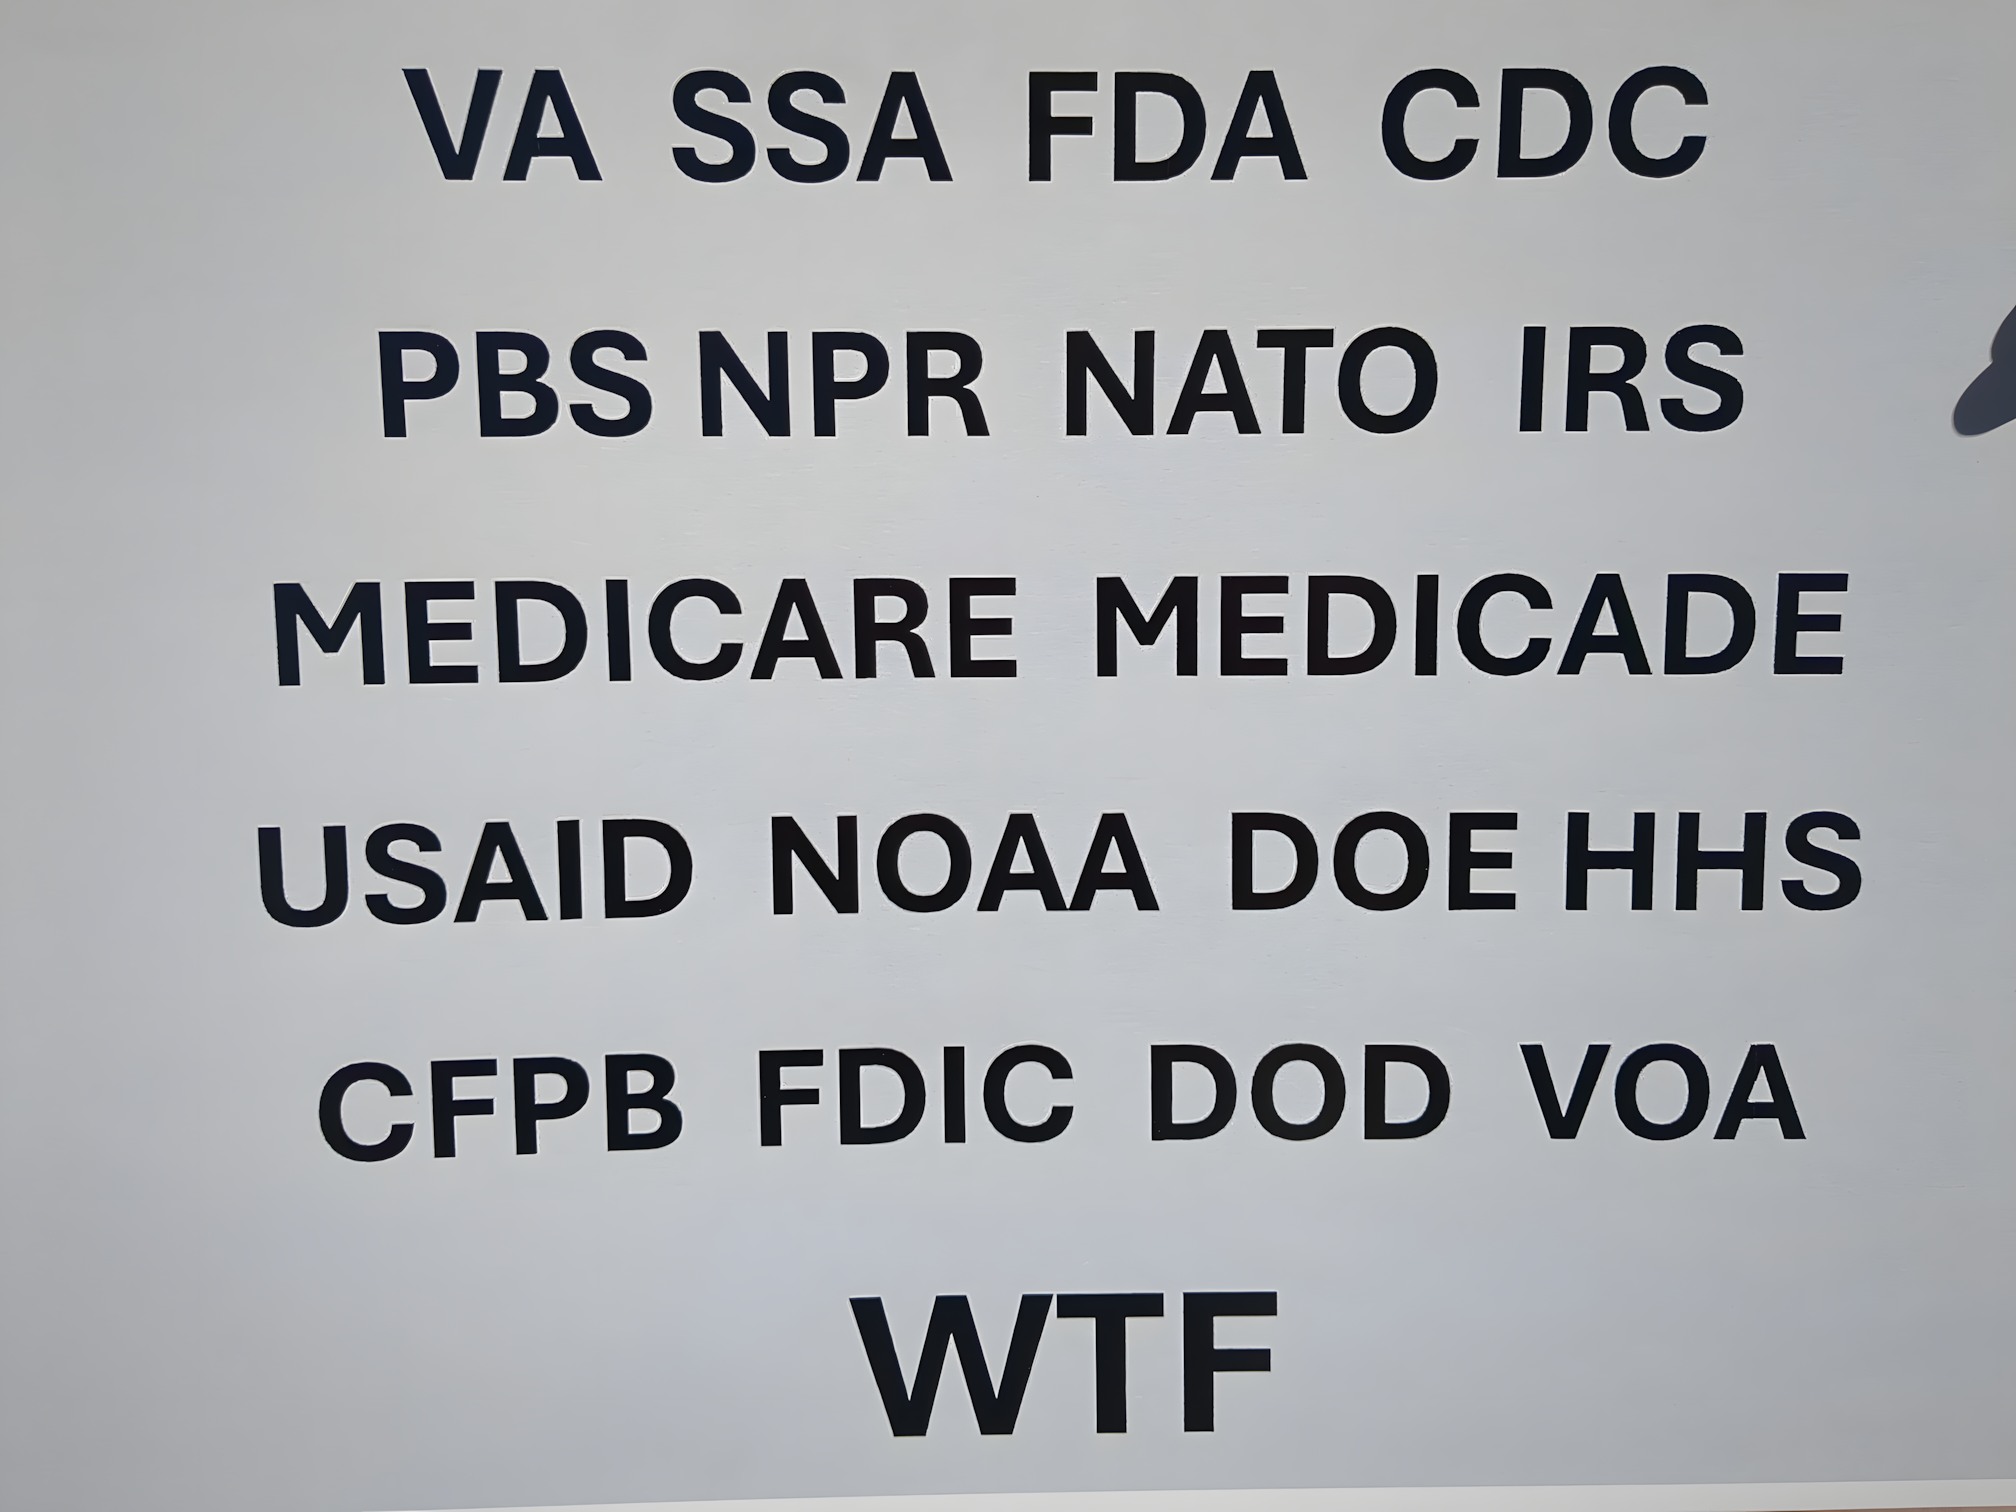 VA SSA FDA CDC
PBS NPR NATO IRS
MEDICARE MEDICADE
USAID NOAA DOE HHS
CFPB FDIC DOD VOA
WTF